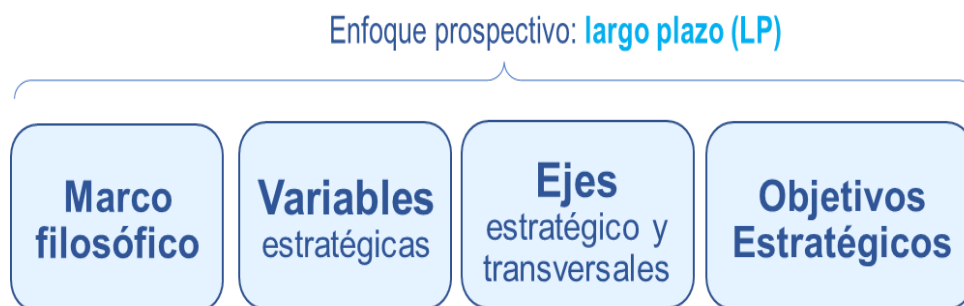 Enfoque prospectivo: largo plazo (LP)
Marco
filosófico
Variables
estratégicas
Ejes
estratégico y
transversales
Objetivos
Estratégicos